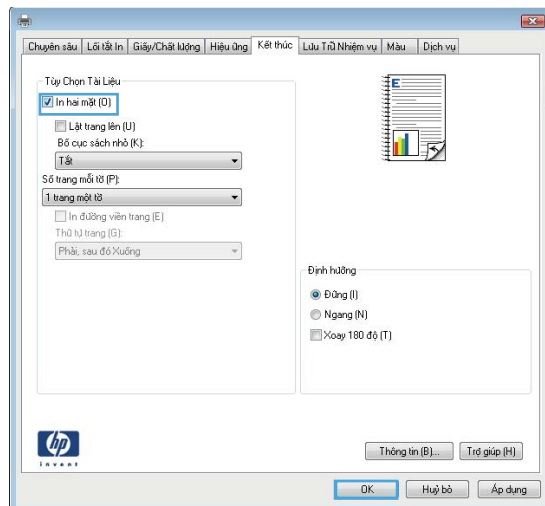 Chuyên sâu Lối tắt In Giấy/Chất lượng Hiệu ứng Kết thúc Lưu Trữ Nhiệm vụ Màu Dịch vụ
Tùy Chọn Tài Liệu
In hai mặt (O)
Lật trang lên (U)
Bố cục sách nhỏ (K):
Tắt
Số trang mỗi tờ (P):
1 trang một tờ
In đường viền trang (E)
Thứ tự trang (G):
Phải, sau đó Xuống
E
Định hướng
Đứng (I)
Ngang (N)
Xoay 180 độ (T)
hp
invent
Thông tin (B)... Trợ giúp (H)
OK Huỷ bỏ Áp dụng